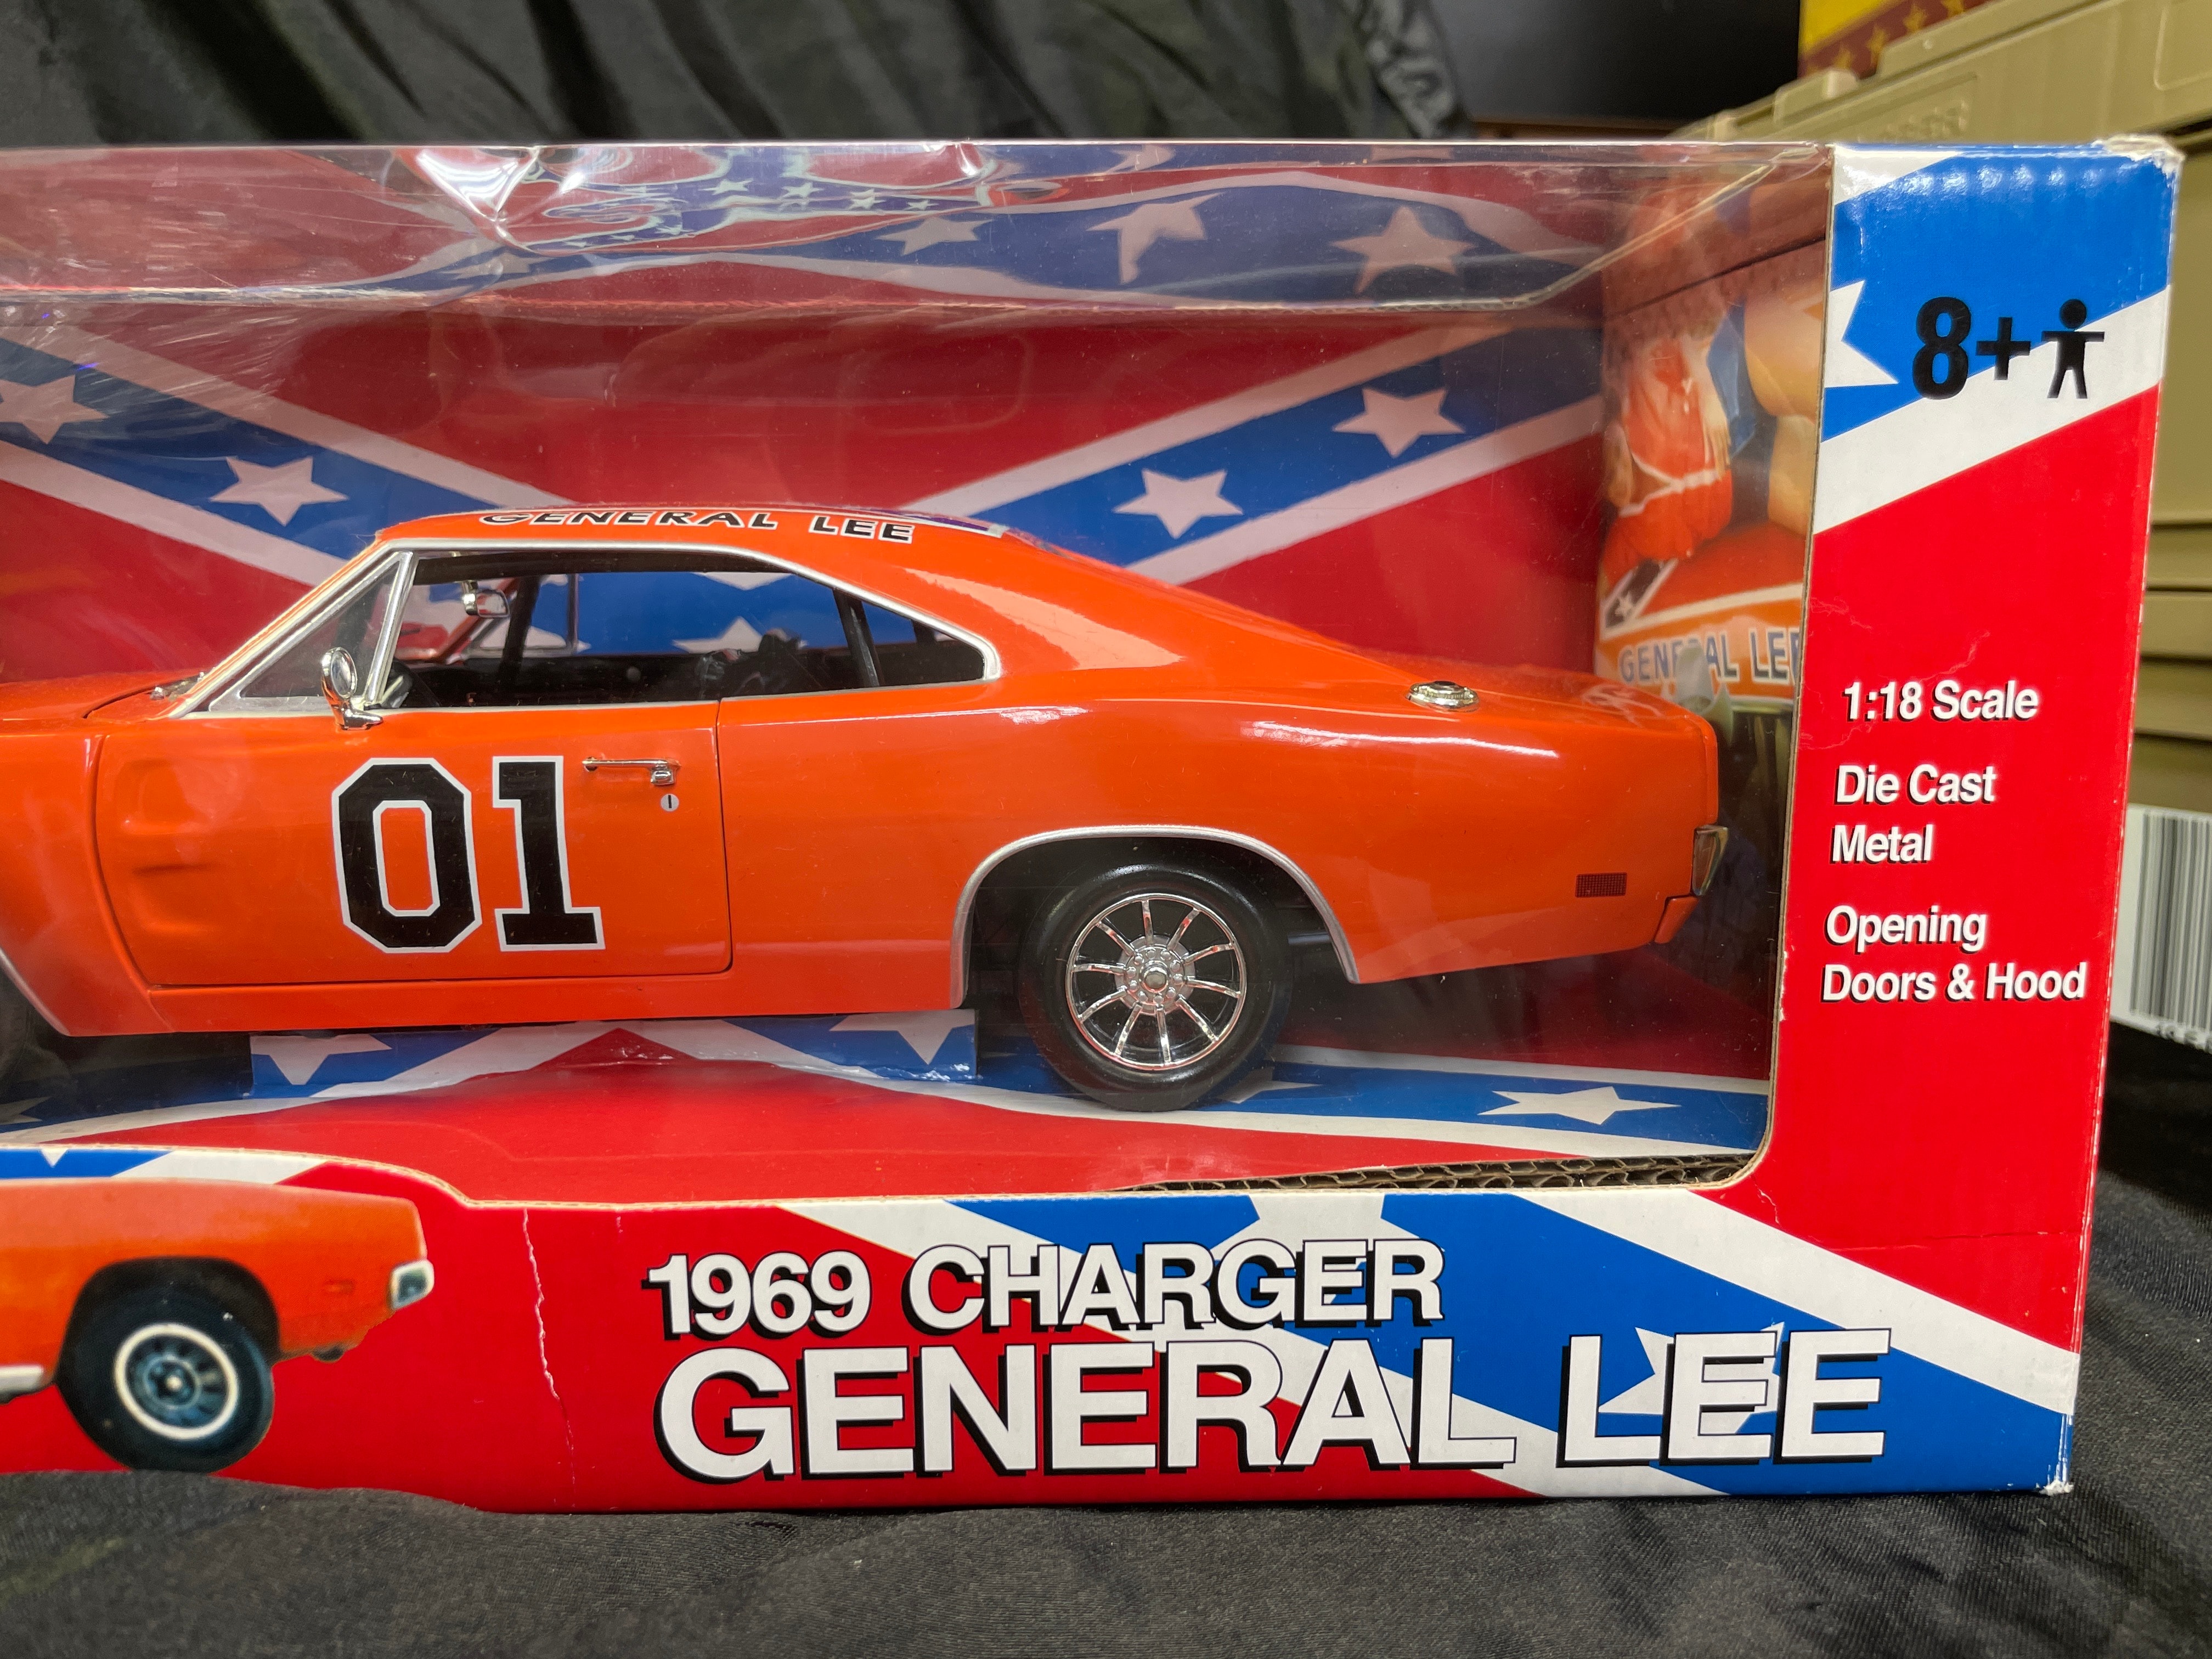 8+
GENERAL LEE
GENERAL LEE
01
1:18 Scale
Die Cast
Metal
Opening
Doors & Hood
1969 CHARGER
GENERAL LEE